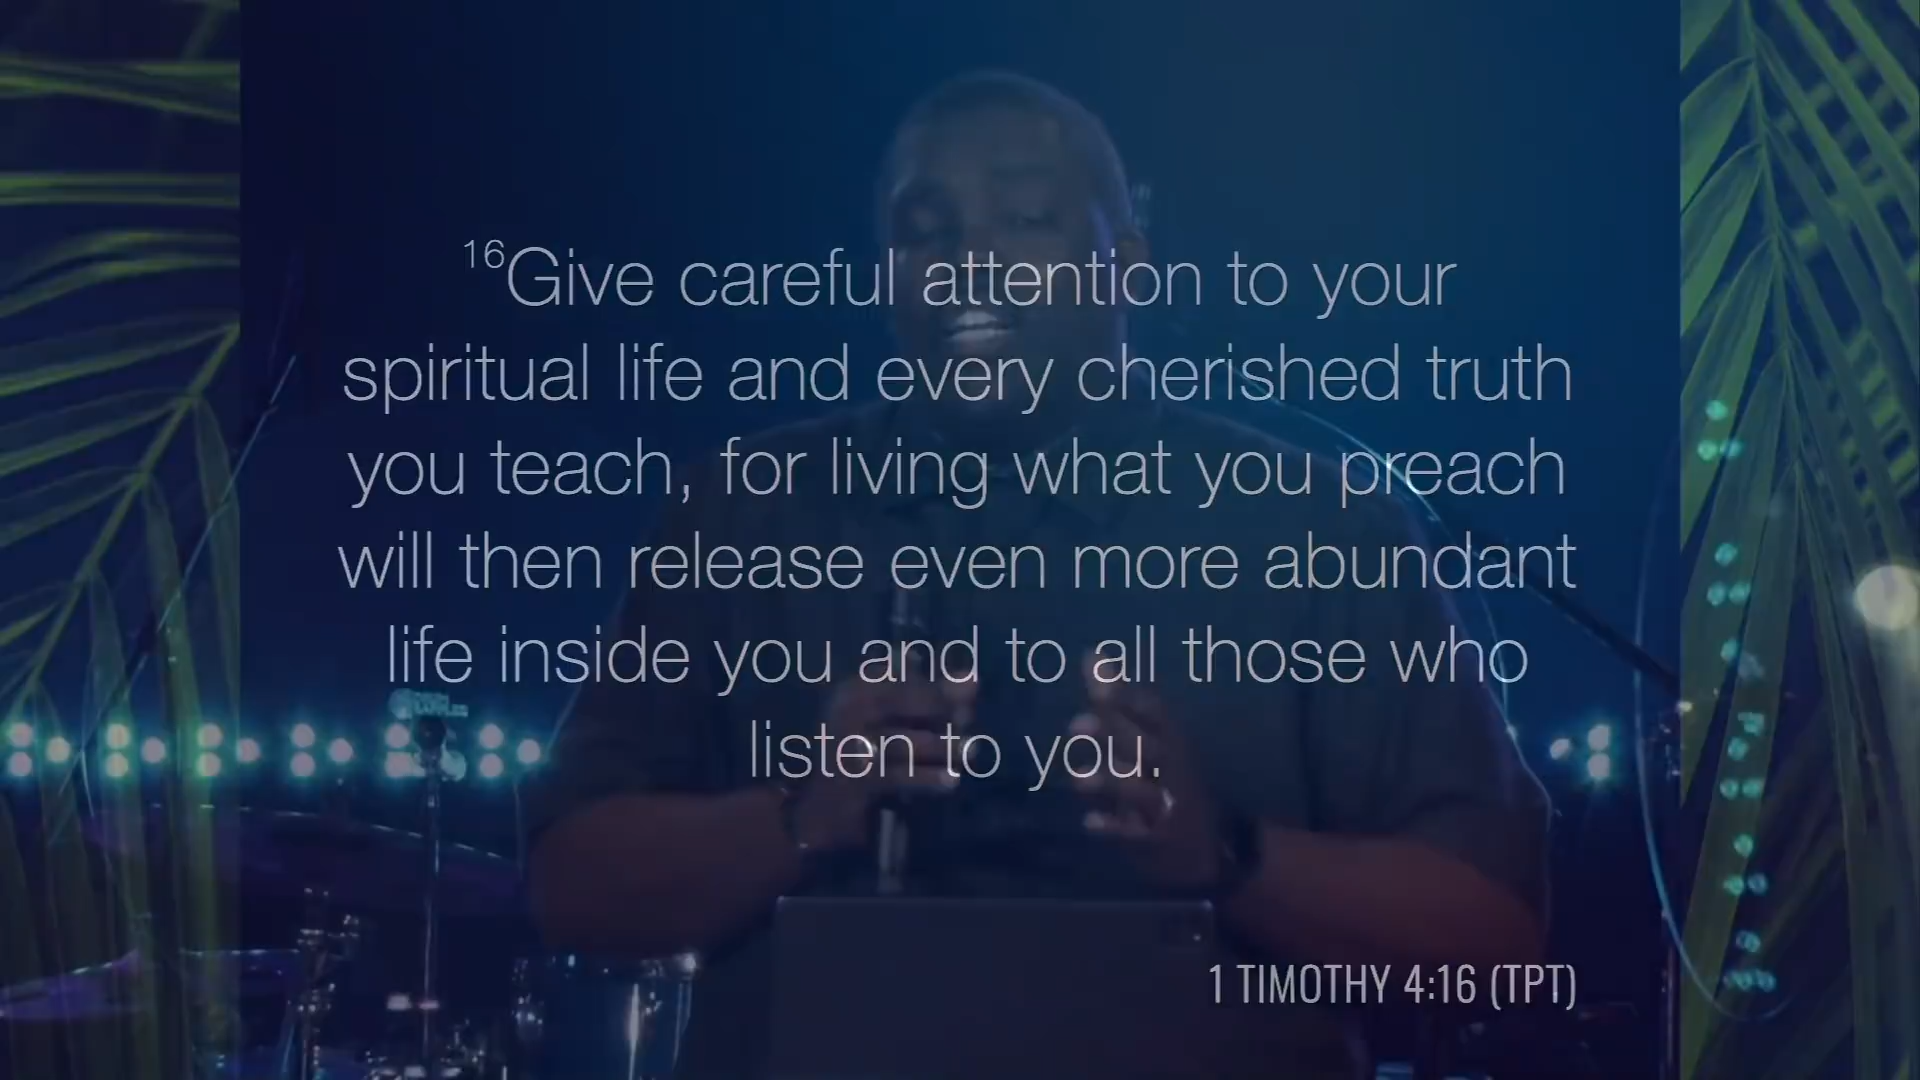 16Give careful attention to your
spiritual life and every cherished truth
you teach, for living what you preach
will then release even more abundant
life inside you and to all those who
listen to you.
1 TIMOTHY 4:16 (TPT)